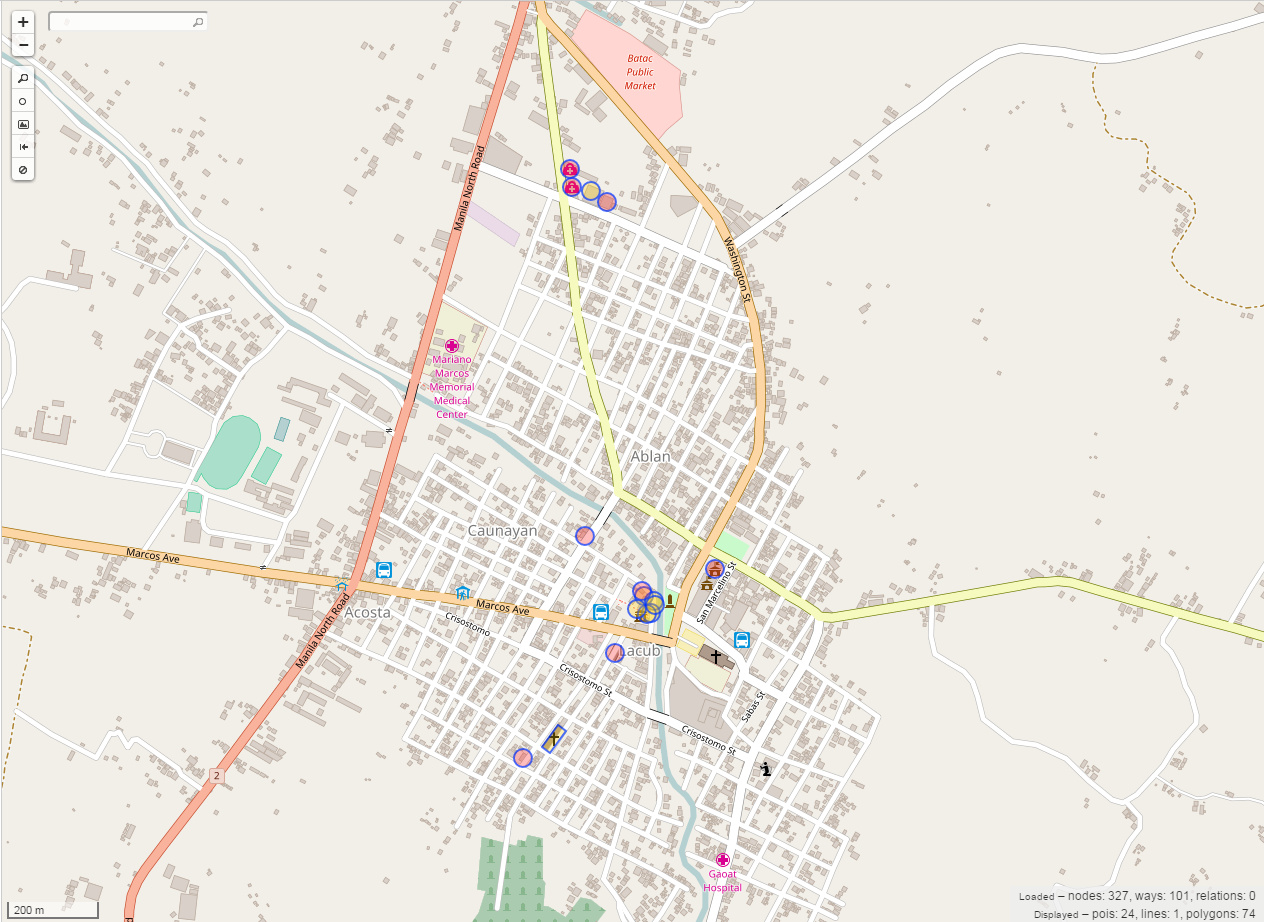 +
−
Batac
Public
Market
Manila North Road
Washington St
Mariano
Marcos
Memorial
Medical
Center
Ablan
Caunayan
Marcos Ave
San Marcelino St
Acosta
Marcos Ave
Crisostomo
Lacub
Manila North Road
Crisostomo St
Sabas St
Crisostomo St
2
Gaoat
Hospital
200 m
Loaded – nodes: 327, ways: 101, relations: 0
Displayed – pois: 24, lines: 1, polygons: 74